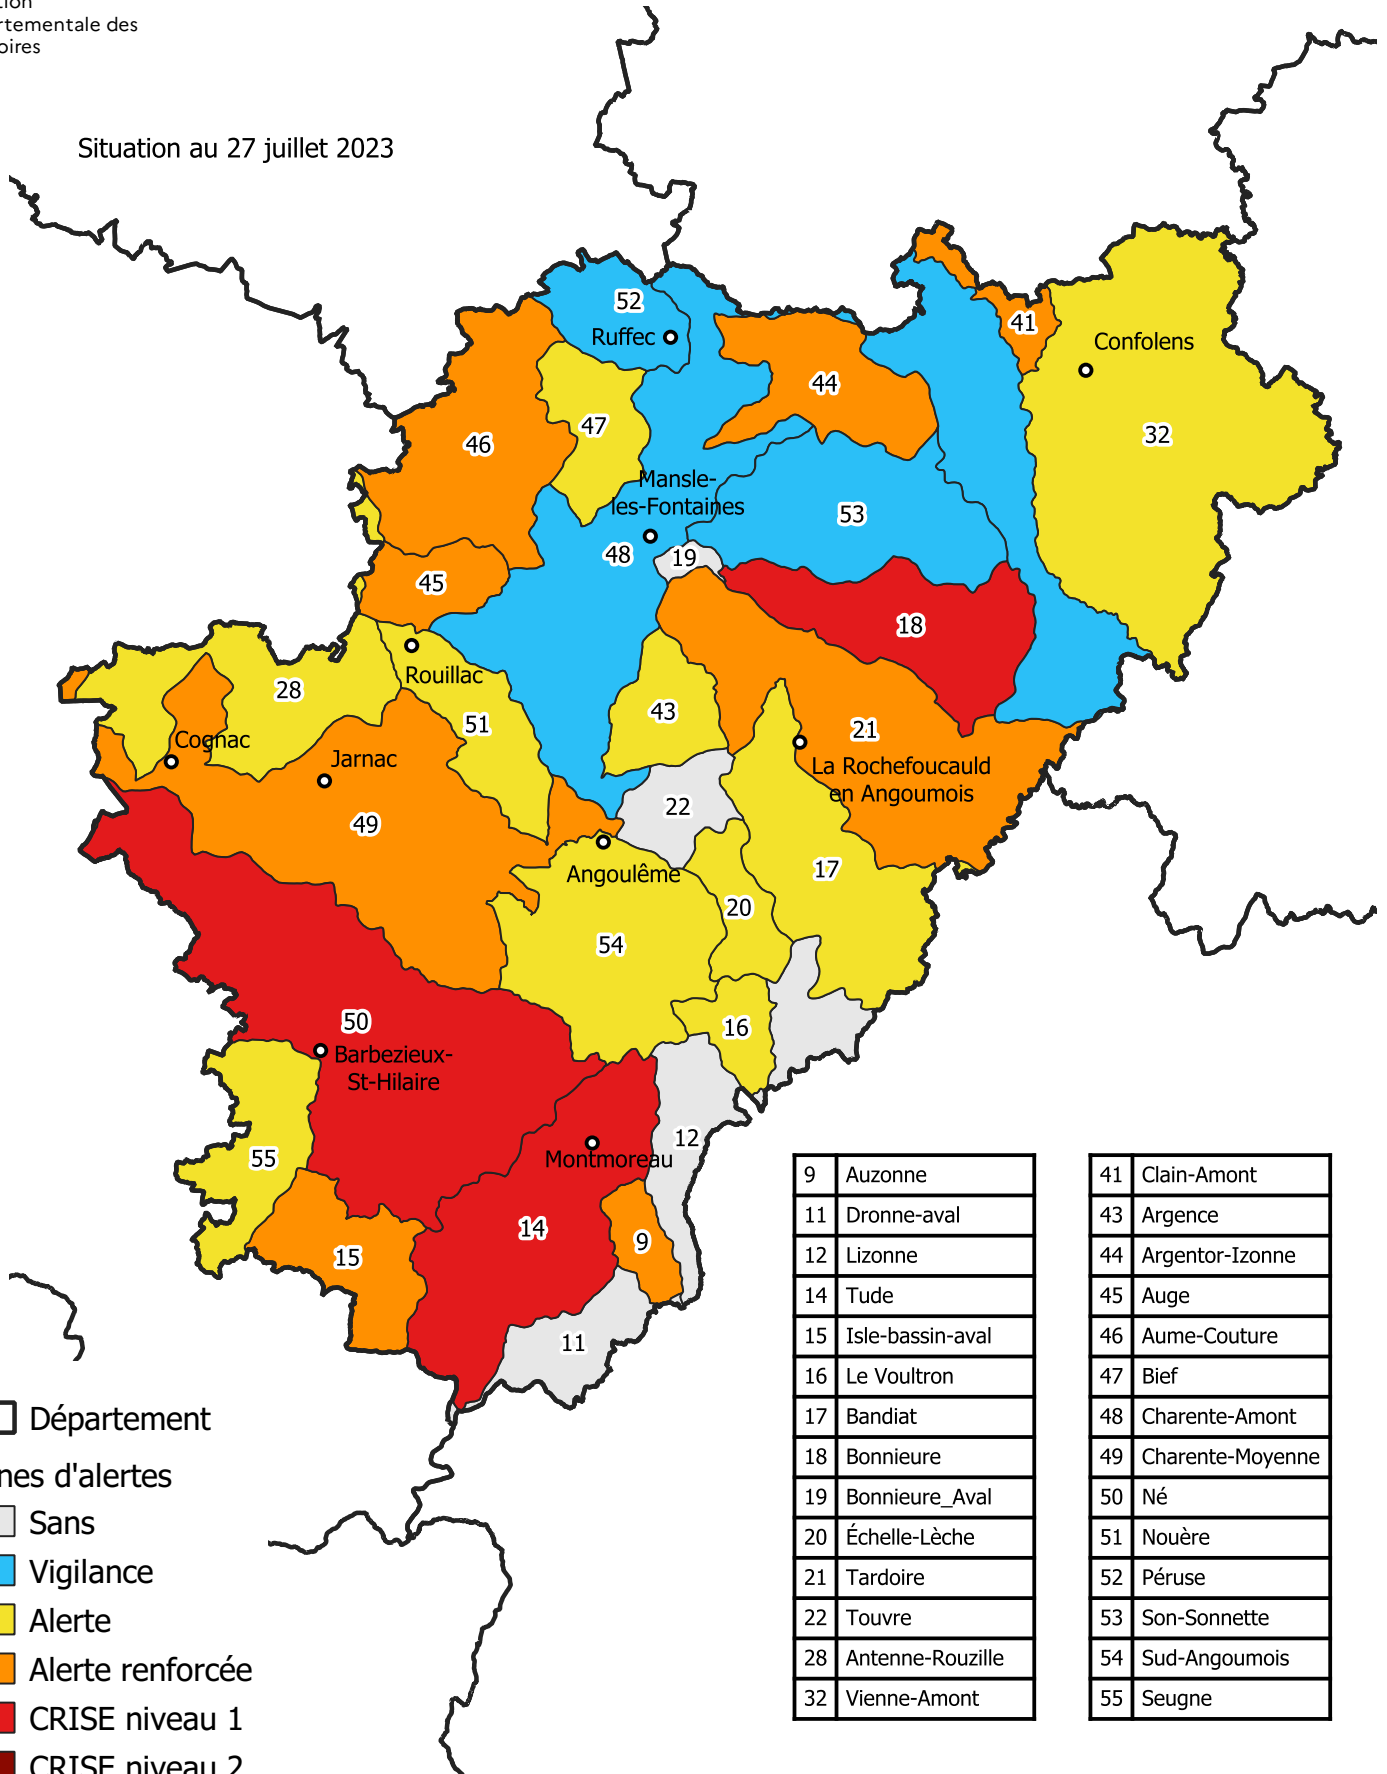 rtementale des
Situation au 27 juillet 2023
52
Ruffec
41
Confolens
44
47
46
32
Mansle-
les-Fontaines
53
48
19
45
18
Rouillac
28
43
51
21
Cognac
Jarnac
La Rochefoucauld
en Angoumois
22
49
Angoulême
17
20
54
50
16
Barbezieux-
St-Hilaire
12
Montmoreau
55
14
9
15
11
9 Auzonne
11 Dronne-aval
12 Lizonne
14 Tude
15 Isle-bassin-aval
16 Le Voultron
17 Bandiat
18 Bonnieure
19 Bonnieure_Aval
20 Échelle-Lèche
21 Tardoire
22 Touvre
28 Antenne-Rouzille
32 Vienne-Amont
41 Clain-Amont
43 Argence
44 Argentor-Izonne
45 Auge
46 Aume-Couture
47 Bief
48 Charente-Amont
49 Charente-Moyenne
50 Né
51 Nouère
52 Péruse
53 Son-Sonnette
54 Sud-Angoumois
55 Seugne
Département
nes d'alertes
Sans
Vigilance
Alerte
Alerte renforcée
CRISE niveau 1
CRISE niveau 2